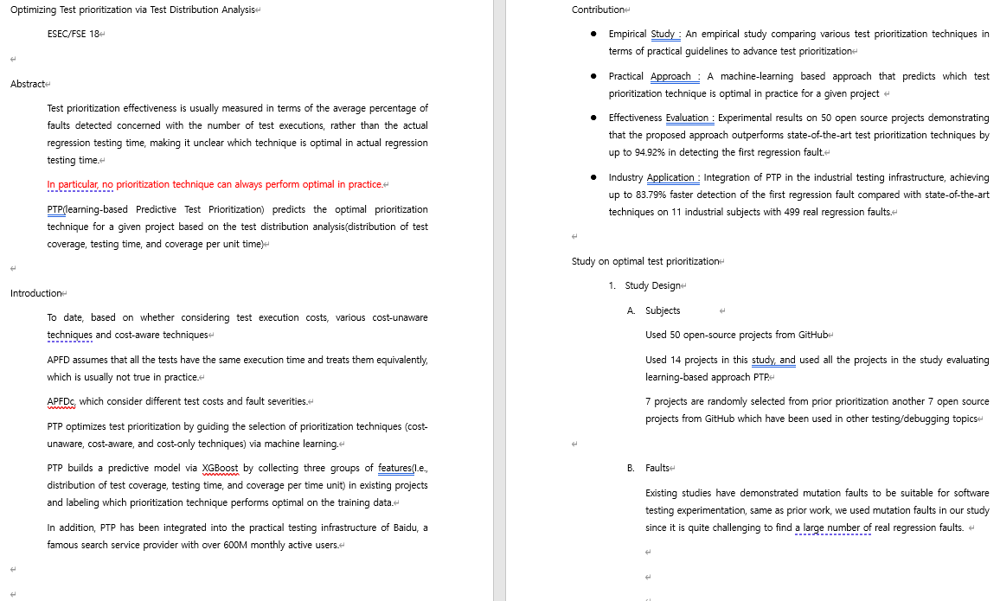 Optimizing Test prioritization via Test Distribution Analysis
ESEC/FSE 18
Abstract
Test prioritization effectiveness is usually measured in terms of the average percentage of
faults detected concerned with the number of test executions, rather than the actual
regression testing time, making it unclear which technique is optimal in actual regression
testing time.
In particular, no prioritization technique can always perform optimal in practice.
PTP(learning-based Predictive Test Prioritization) predicts the optimal prioritization
technique for a given project based on the test distribution analysis(distribution of test
coverage, testing time, and coverage per unit time)
Introduction
To date, based on whether considering test execution costs, various cost-unaware
techniques and cost-aware techniques
APFD assumes that all the tests have the same execution time and treats them equivalently,
which is usually not true in practice.
APFDc, which consider different test costs and fault severities.
PTP optimizes test prioritization by guiding the selection of prioritization techniques (cost-
unaware, cost-aware, and cost-only techniques) via machine learning.
PTP builds a predictive model via XGBoost by collecting three groups of features(I.e.,
distribution of test coverage, testing time, and coverage per time unit) in existing projects
and labeling which prioritization technique performs optimal on the training data.
In addition, PTP has been integrated into the practical testing infrastructure of Baidu, a
famous search service provider with over 600M monthly active users.
Contribution
● Empirical Study : An empirical study comparing various test prioritization techniques in
terms of practical guidelines to advance test prioritization
● Practical Approach : A machine-learning based approach that predicts which test
prioritization technique is optimal in practice for a given project
● Effectiveness Evaluation : Experimental results on 50 open source projects demonstrating
that the proposed approach outperforms state-of-the-art test prioritization techniques by
up to 94.92% in detecting the first regression fault.
● Industry Application : Integration of PTP in the industrial testing infrastructure, achieving
up to 83.79% faster detection of the first regression fault compared with state-of-the-art
techniques on 11 industrial subjects with 499 real regression faults.
Study on optimal test prioritization
1. Study Design
A. Subjects
Used 50 open-source projects from GitHub
Used 14 projects in this study, and used all the projects in the study evaluating
learning-based approach PTP.
7 projects are randomly selected from prior prioritization another 7 open source
projects from GitHub which have been used in other testing/debugging topics
B. Faults
Existing studies have demonstrated mutation faults to be suitable for software
testing experimentation, same as prior work, we used mutation faults in our study
since it is quite challenging to find a large number of real regression faults.